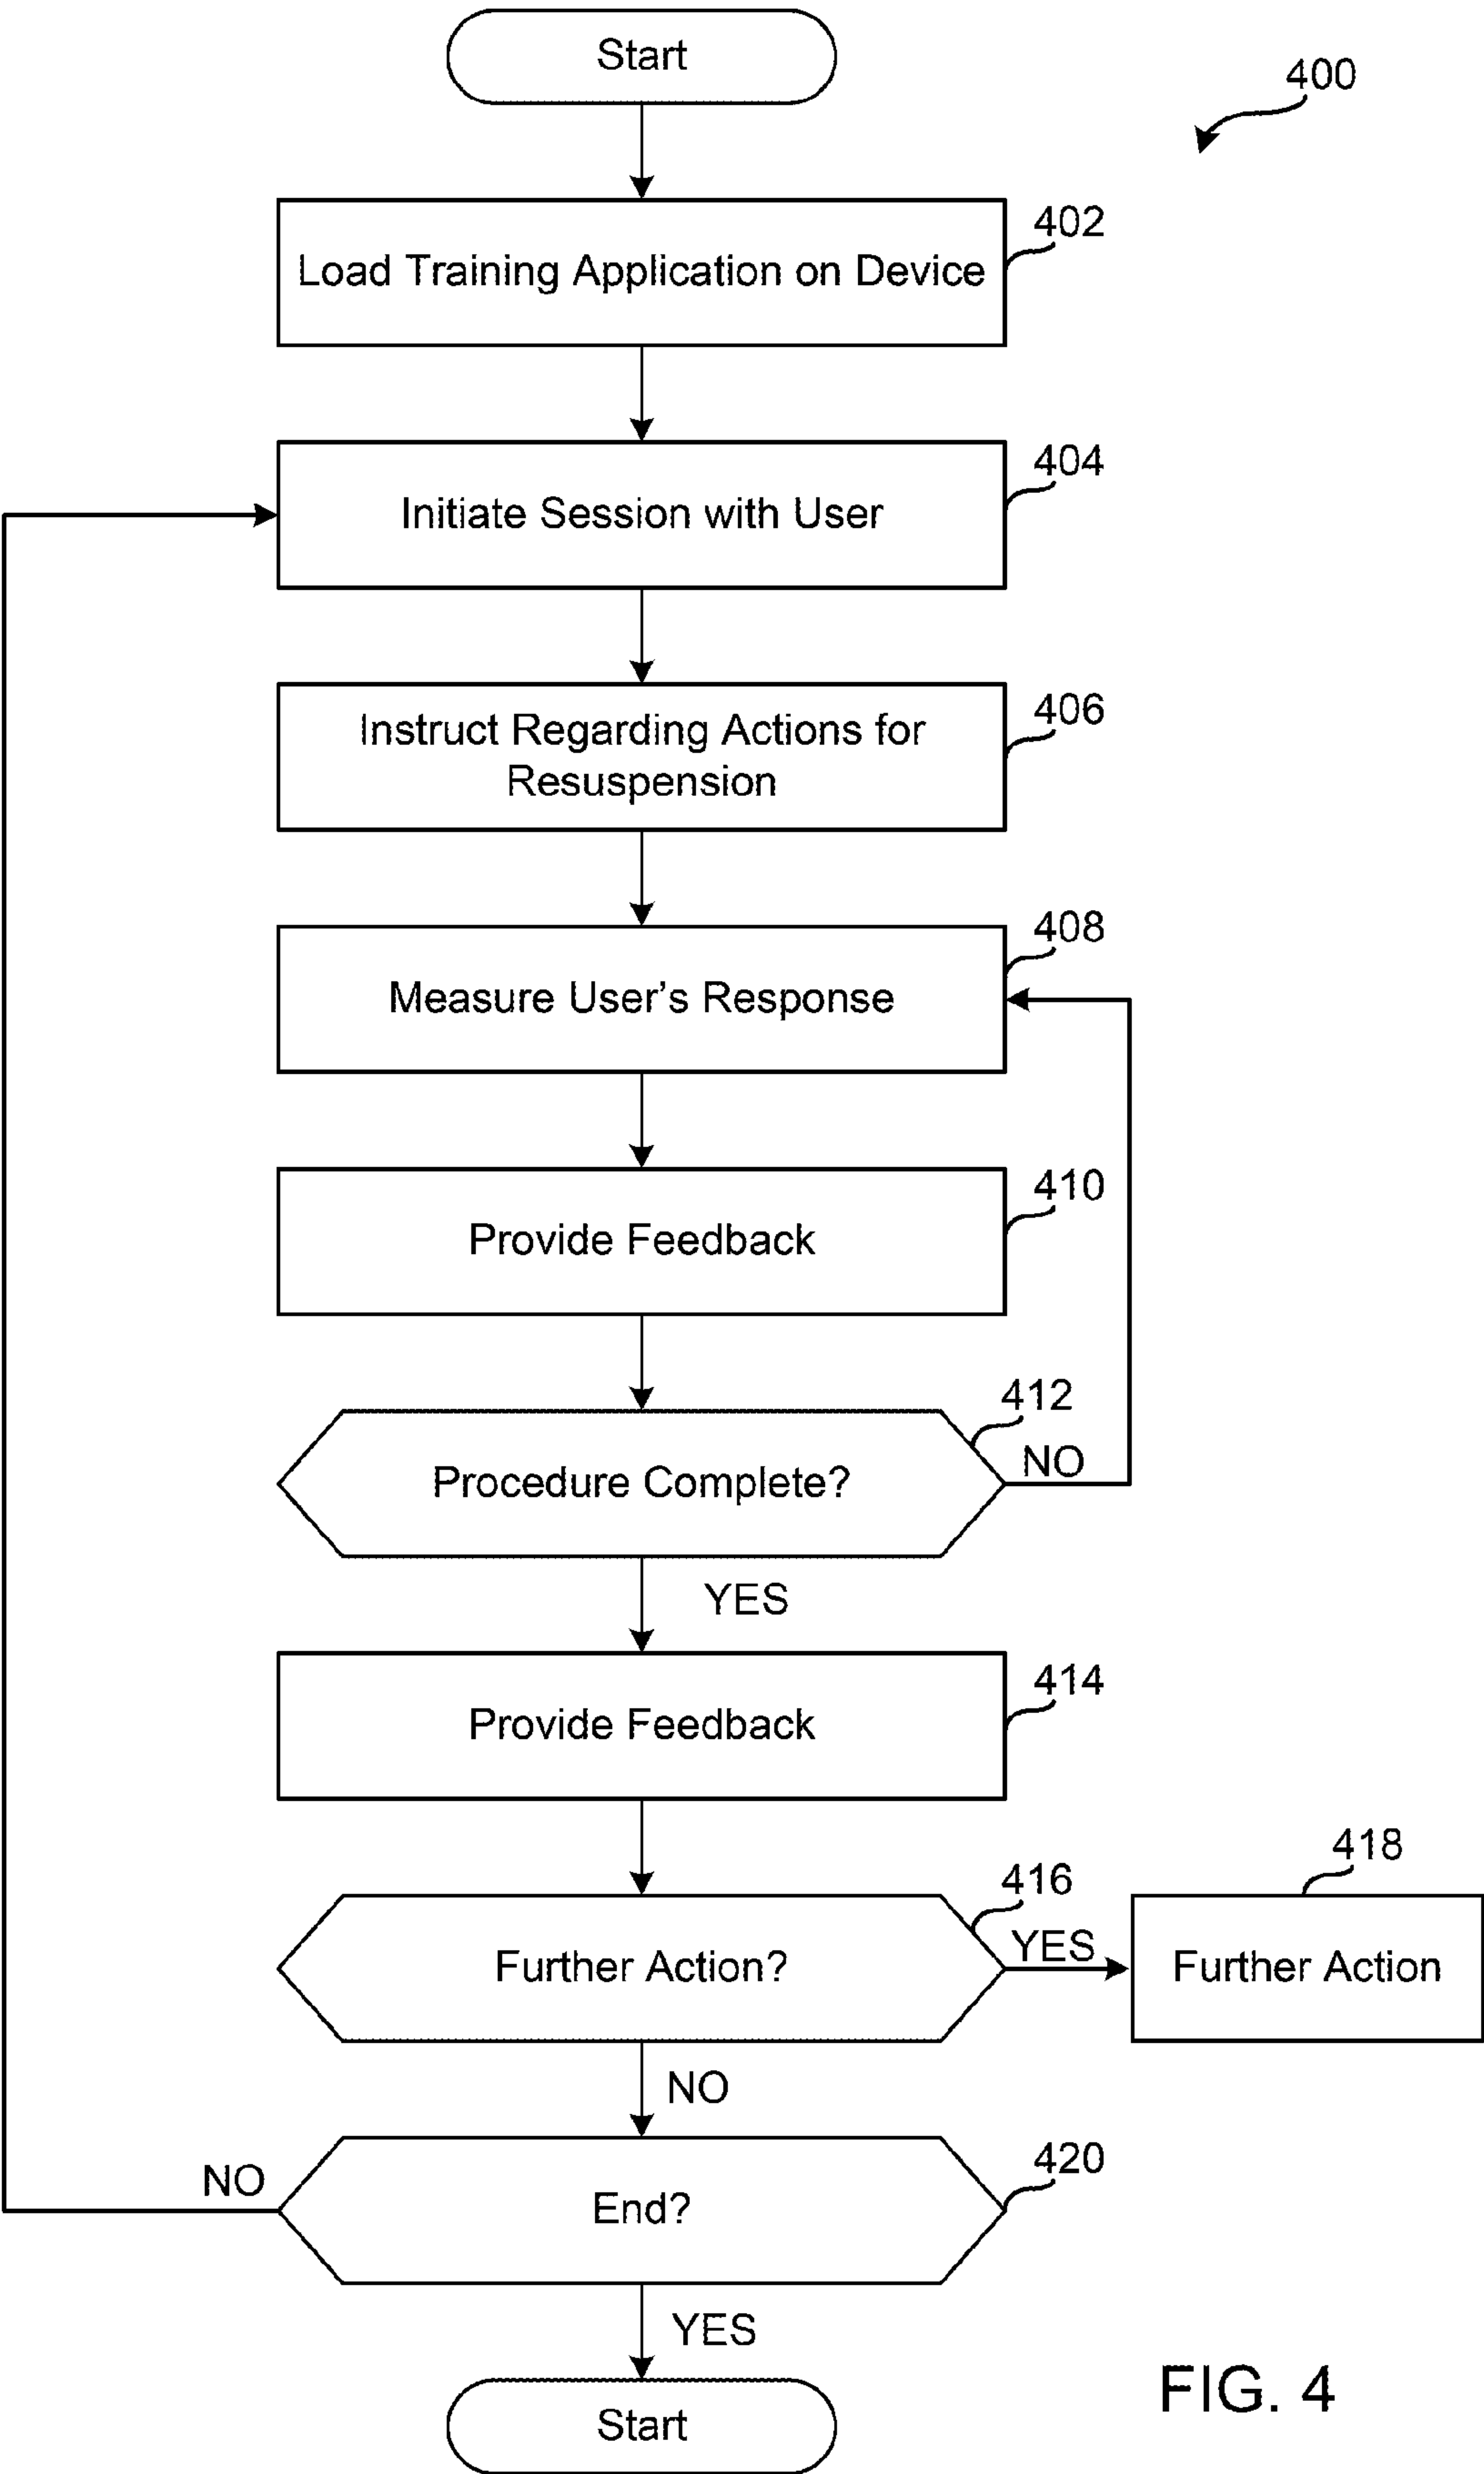 Start
400
402
Load Training Application on Device
404
Initiate Session with User
406
Instruct Regarding Actions for
Resuspension
408
Measure User's Response
410
Provide Feedback
412
NO
Procedure Complete?
YES
414
Provide Feedback
418
416
YES
Further Action?
Further Action
NO
420
NO
End?
YES
FIG. 4
Start